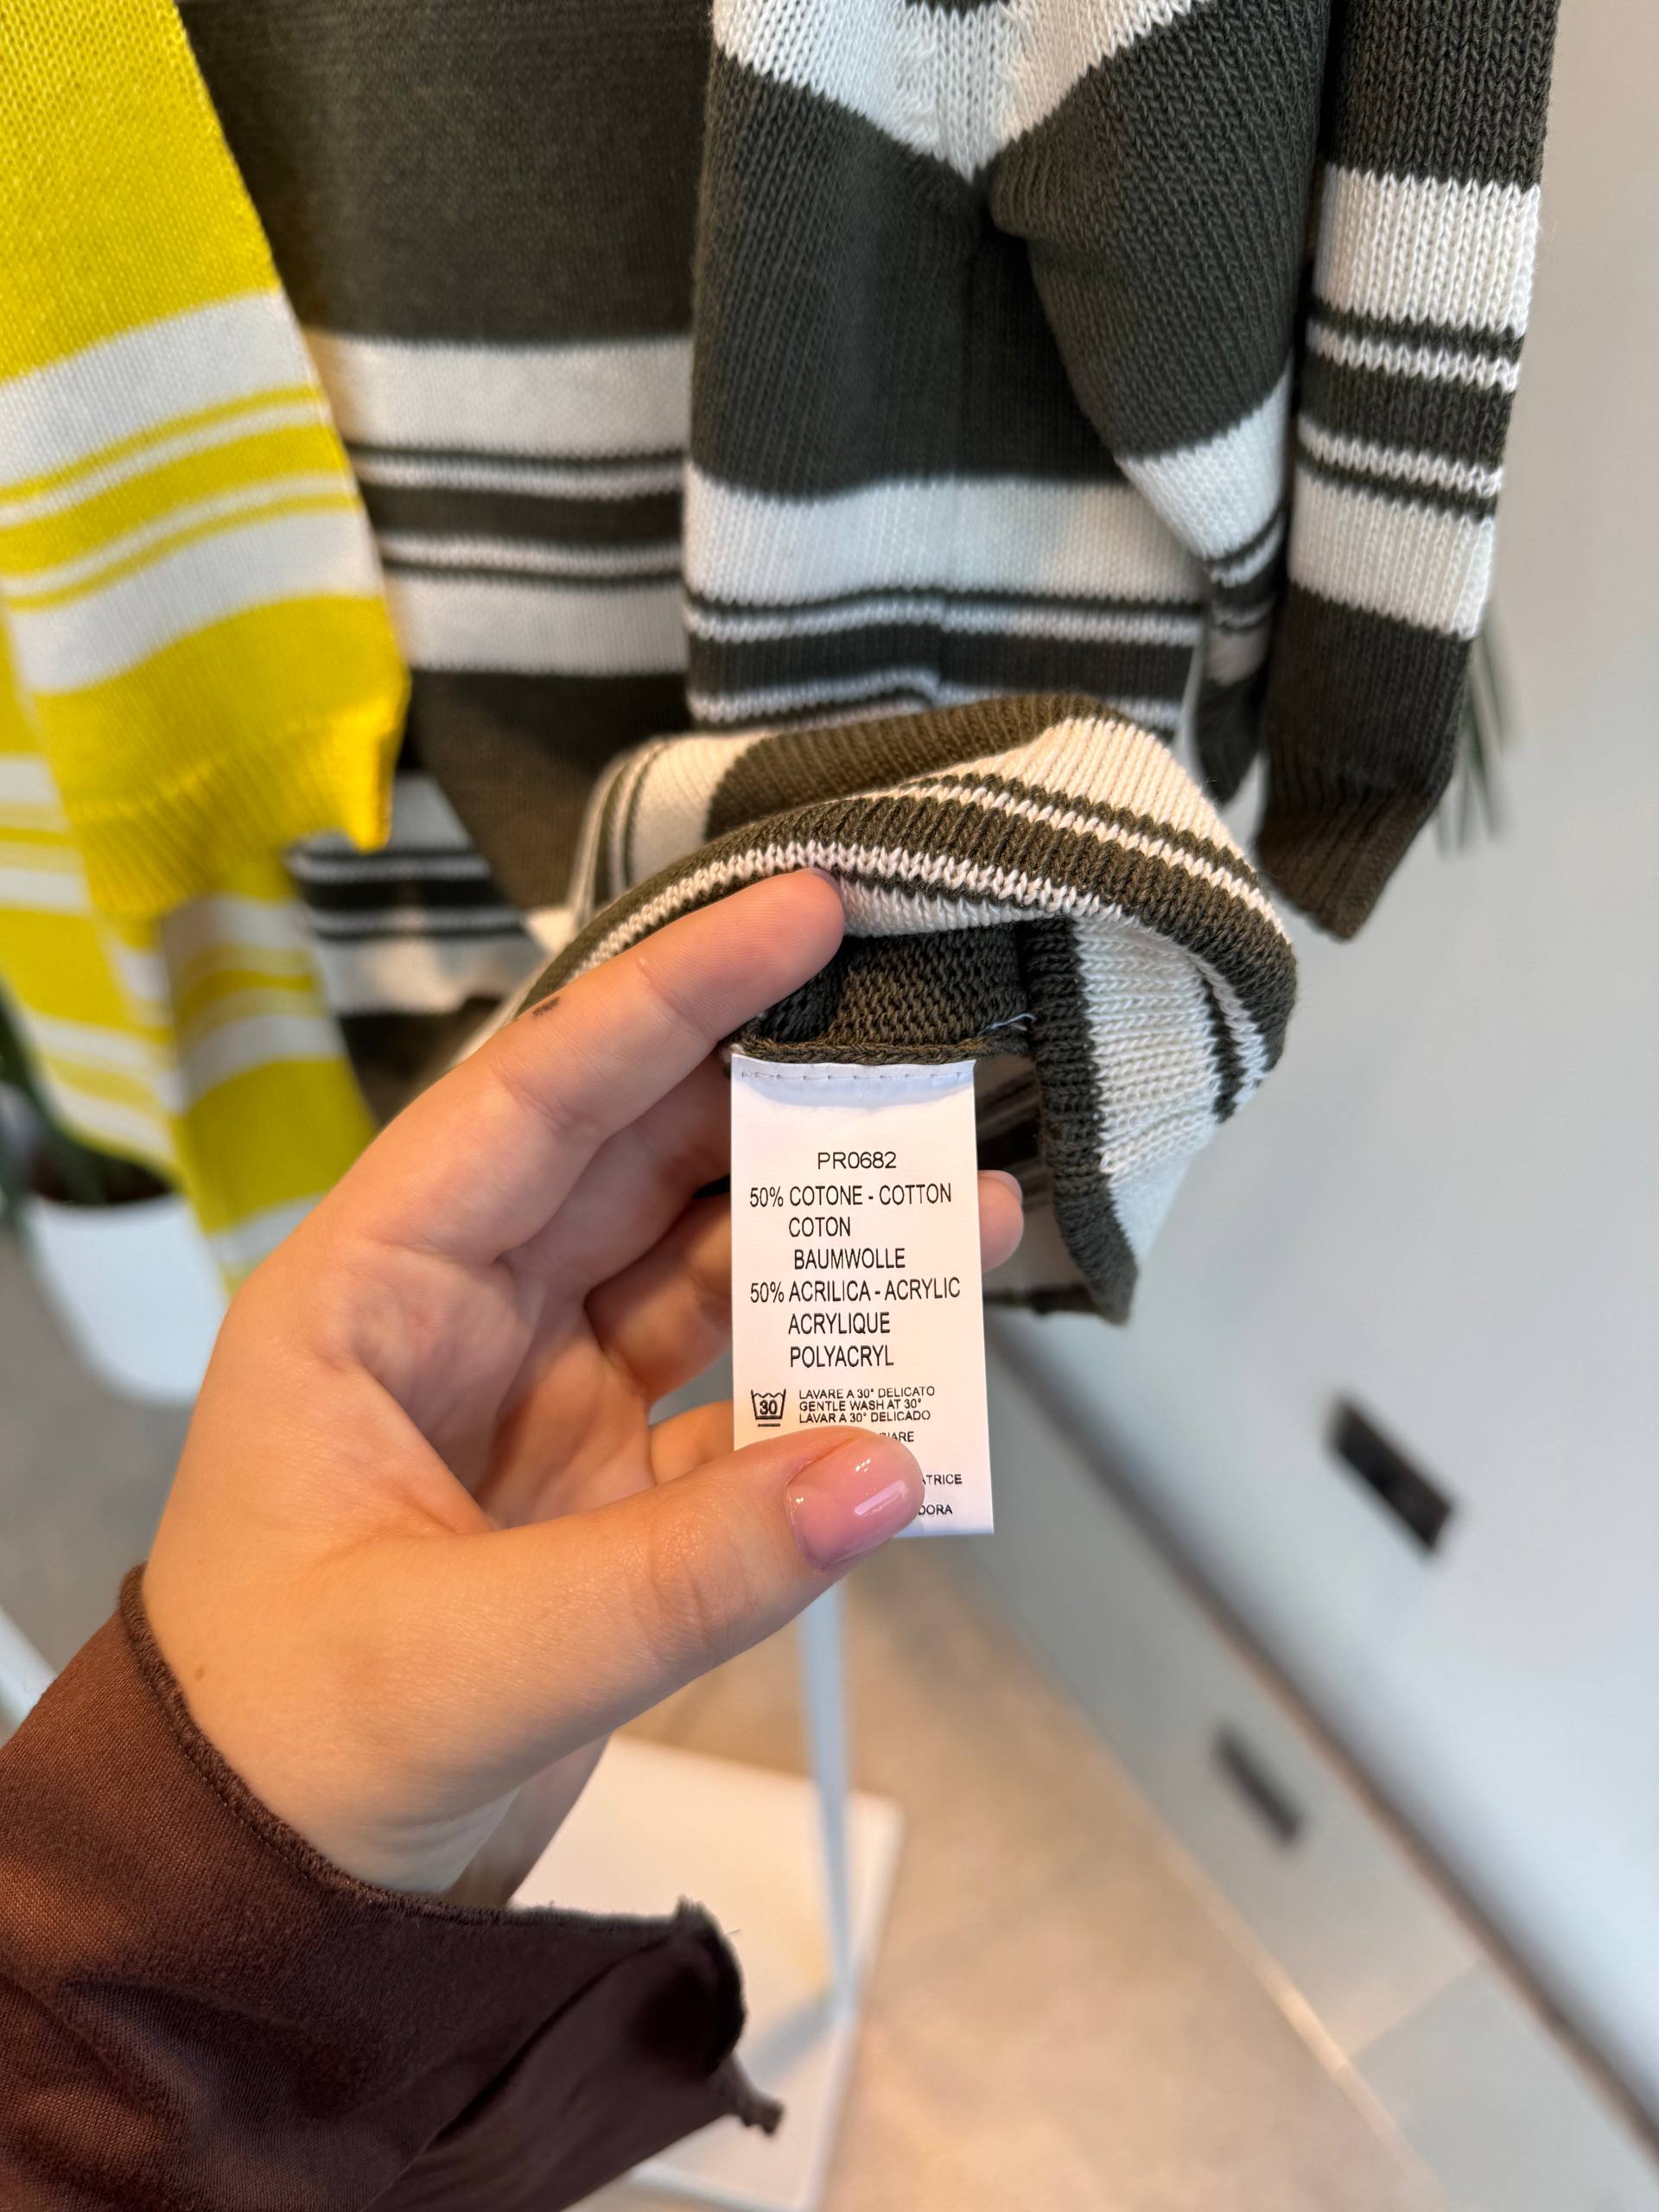 PR0682
50% COTONE - COTTON
COTON
BAUMWOLLE
50% ACRILICA - ACRYLIC
ACRYLIQUE
POLYACRYL
30
LAVARE A 30° DELICATO
GENTLE WASH AT 30°
LAVAR A 30° DELICADO